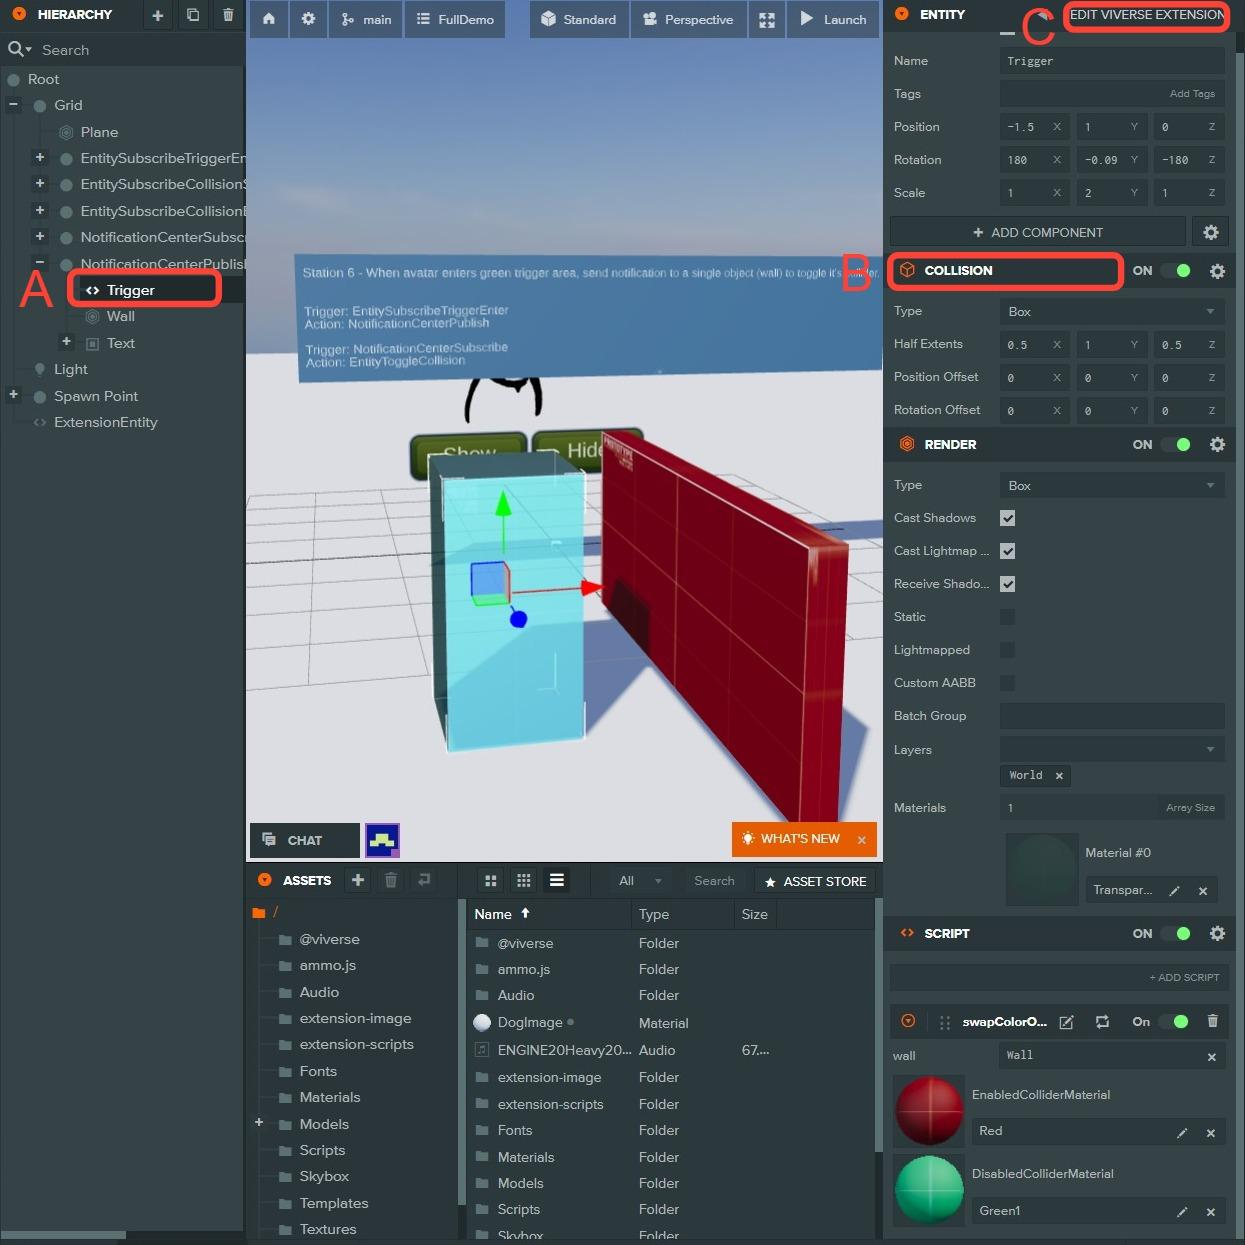 HIERARCHY
Search
Root
Grid
Plane
EntitySubscribeTriggerEn
EntitySubscribeCollisionS
EntitySubscribeCollisionE
NotificationCenterSubsc
NotificationCenterPublis
A
Trigger
Wall
Text
Light
Spawn Point
ExtensionEntity
main
FullDemo
Standard
Perspective
Launch
Station 6 - When avatar enters green trigger area, send notification to a single object (wall) to toggle it's collider.
Trigger: EntitySubscribeTriggerEnter
Action: NotificationCenterPublish
Trigger: NotificationCenterSubscribe
Action: EntityToggleCollision
Show
Hide
PROTOTYPE
CHAT
WHAT'S NEW
ASSETS
All
Search
ASSET STORE
/
@viverse
ammo.js
Audio
extension-image
extension-scripts
Fonts
Materials
Models
Scripts
Skybox
Templates
Textures
Name Type Size
@viverse Folder
ammo.js Folder
Audio Folder
DogImage Material
ENGINE20Heavy20... Audio 67,...
extension-image Folder
extension-scripts Folder
Fonts Folder
Materials Folder
Models Folder
Scripts Folder
Skybox Folder
ENTITY
C
EDIT VIVERSE EXTENSION
Name Trigger
Tags Add Tags
Position -1.5 X 1 Y 0 Z
Rotation 180 X -0.09 Y -180 Z
Scale 1 X 2 Y 1 Z
ADD COMPONENT
B
COLLISION ON
Type Box
Half Extents 0.5 X 1 Y 0.5 Z
Position Offset 0 X 0 Y 0 Z
Rotation Offset 0 X 0 Y 0 Z
RENDER ON
Type Box
Cast Shadows
Cast Lightmap ...
Receive Shado...
Static
Lightmapped
Custom AABB
Batch Group
Layers
World
Materials 1 Array Size
Material #0
Transpar...
SCRIPT ON
+ ADD SCRIPT
swapColorO... On
wall Wall
EnabledColliderMaterial
Red
DisabledColliderMaterial
Green1